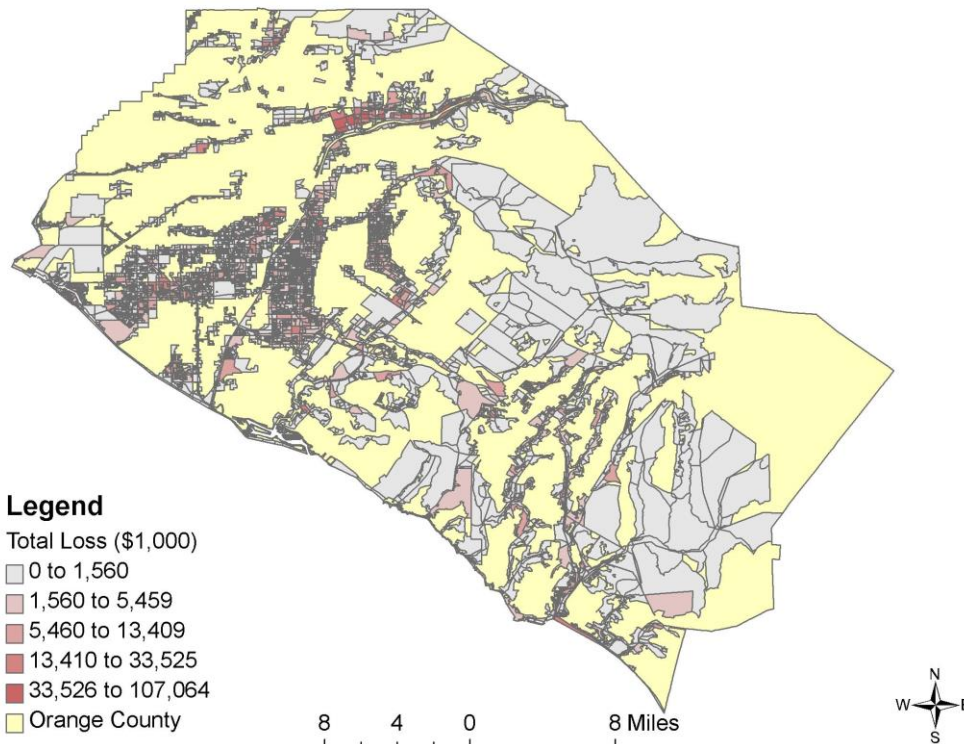 Legend
Total Loss ($1,000)
0 to 1,560
1,560 to 5,459
5,460 to 13,409
13,410 to 33,525
33,526 to 107,064
Orange County
8 4 0 8 Miles
N
W E
S